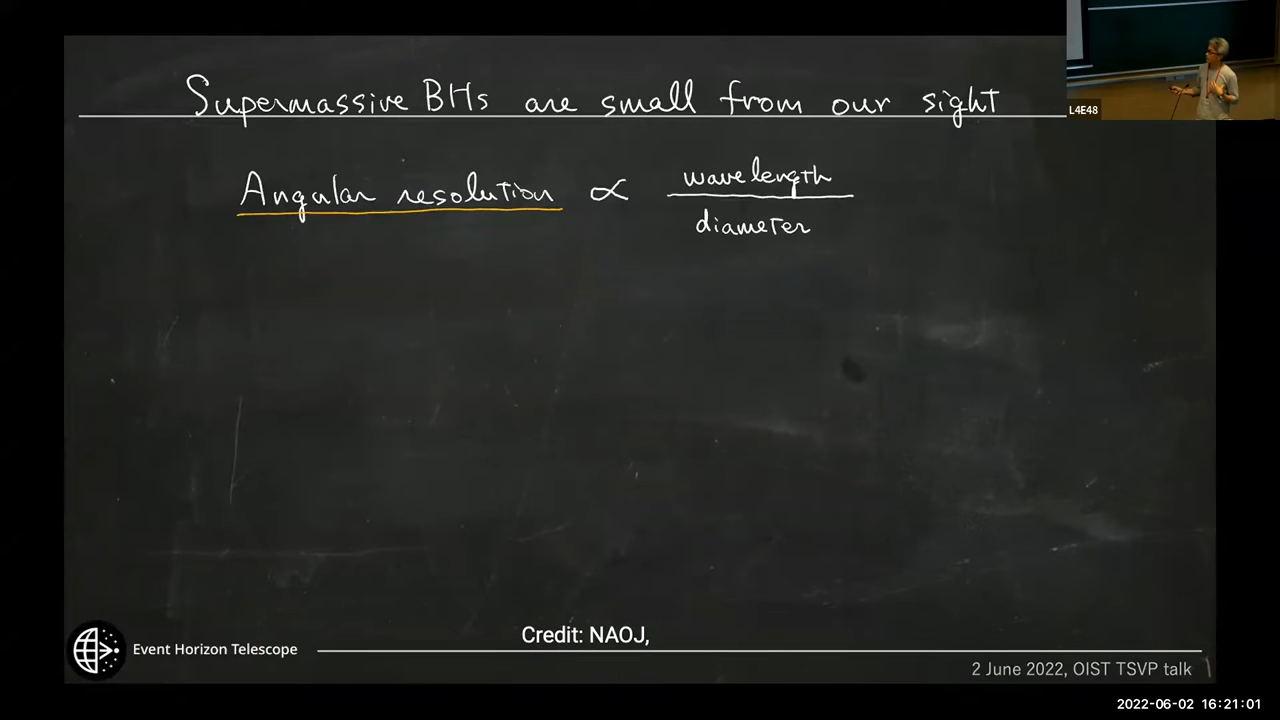 Supermassive BHs are small from our sight
L4E48
Angular resolution ∝ wavelength
diameter
Credit: NAOJ,
Event Horizon Telescope
2 June 2022, OIST TSVP talk
2022-06-02 16:21:01